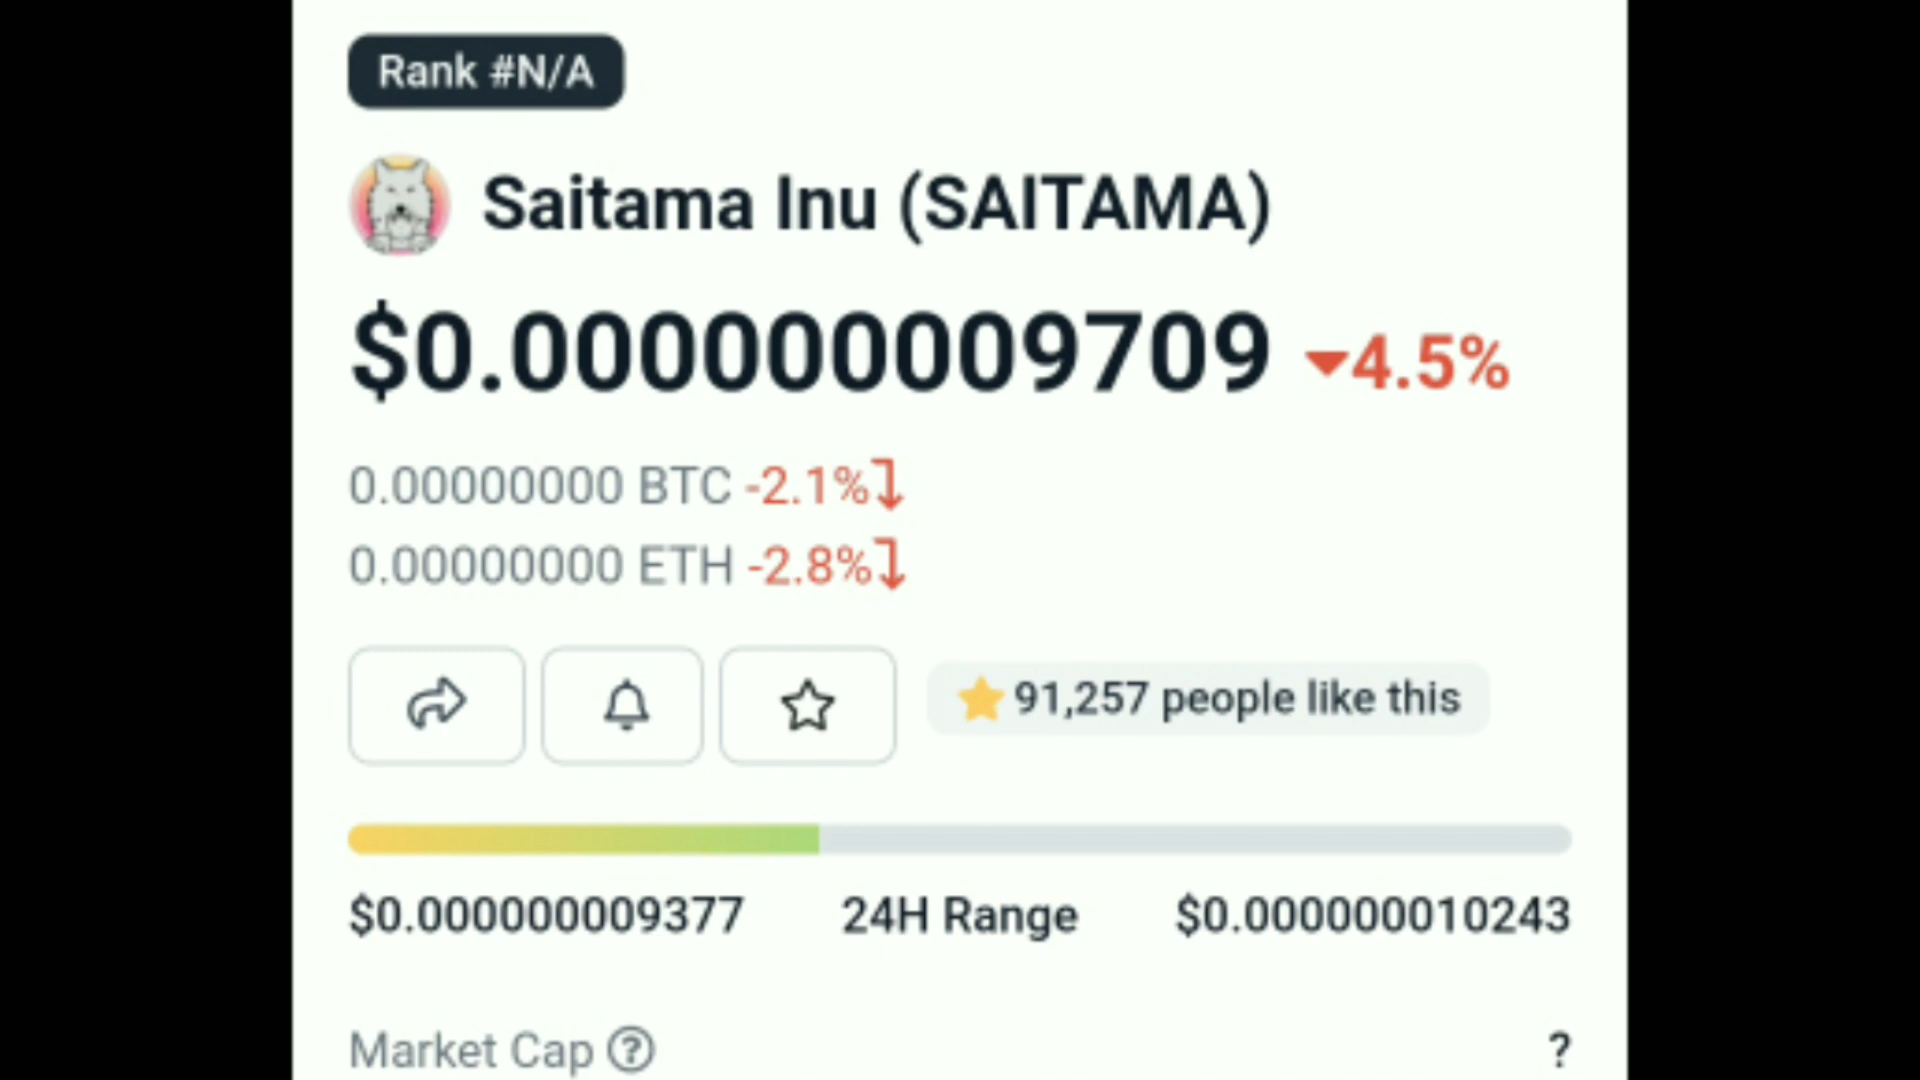 Rank #N/A
Saitama Inu (SAITAMA)
$0.000000009709 4.5%
0.00000000 BTC -2.1%
0.00000000 ETH -2.8%
91,257 people like this
$0.000000009377 24H Range $0.000000010243
Market Cap ?